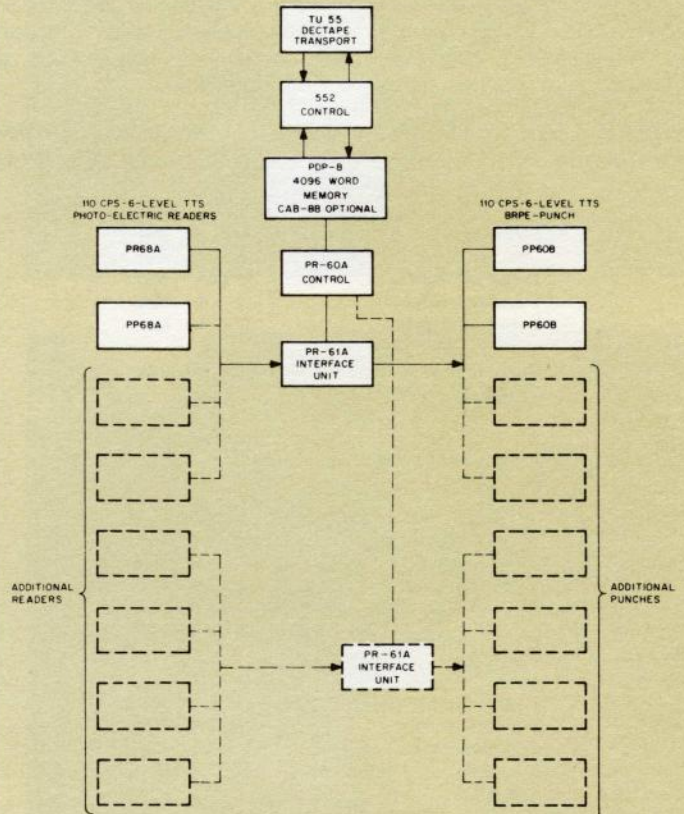 TU 55
DECTAPE
TRANSPORT
552
CONTROL
PDP-8
4096 WORD
MEMORY
CAB-8B OPTIONAL
110 CPS-6-LEVEL TTS
PHOTO-ELECTRIC READERS
110 CPS-6-LEVEL TTS
BRPE-PUNCH
PR68A
PR-60A
CONTROL
PP60B
PP68A
PR-61A
INTERFACE
UNIT
PP60B
ADDITIONAL
READERS
ADDITIONAL
PUNCHES
PR-61A
INTERFACE
UNIT